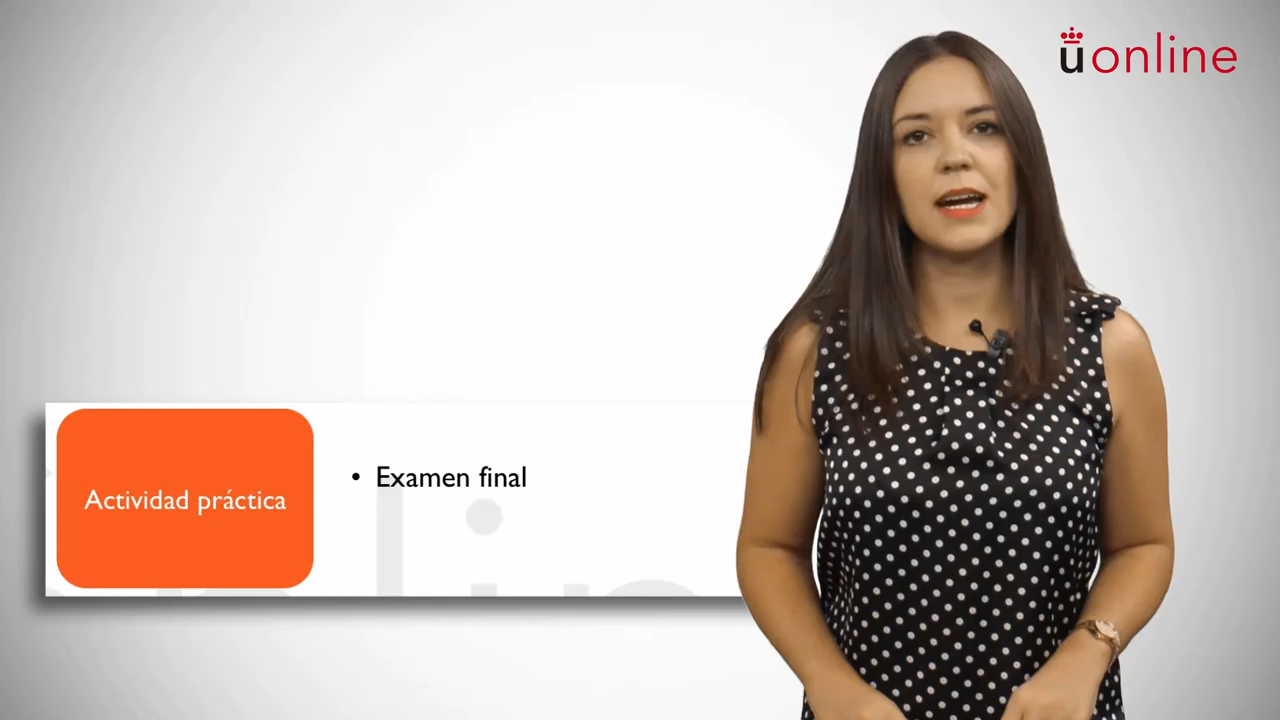 uonline
Actividad práctica
• Examen final